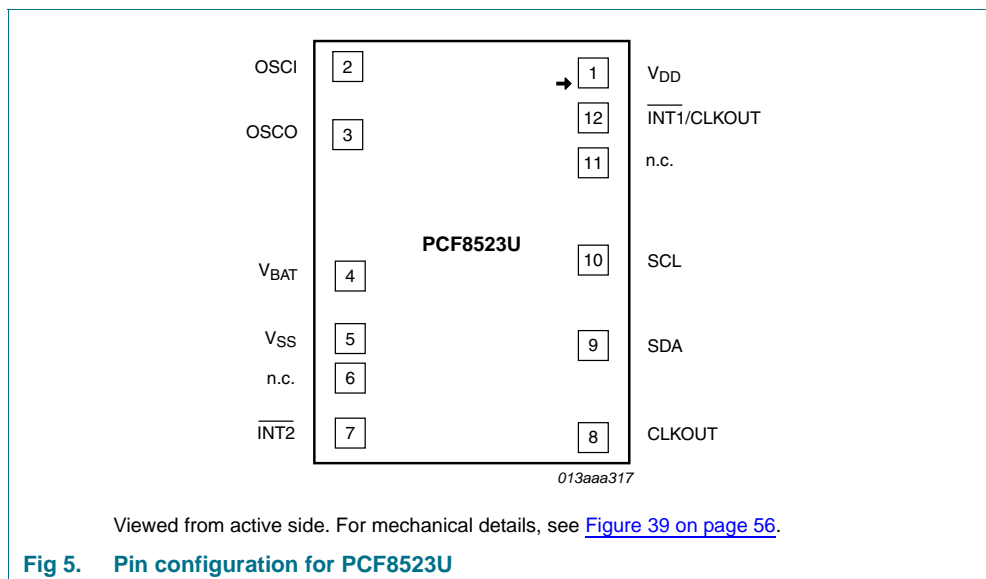 OSCI 2 1 VDD
12 INT1/CLKOUT
OSCO 3
11 n.c.
PCF8523U
10 SCL
VBAT 4
VSS 5 9 SDA
n.c. 6
INT2 7 8 CLKOUT
013aaa317
Viewed from active side. For mechanical details, see Figure 39 on page 56.
Fig 5. Pin configuration for PCF8523U